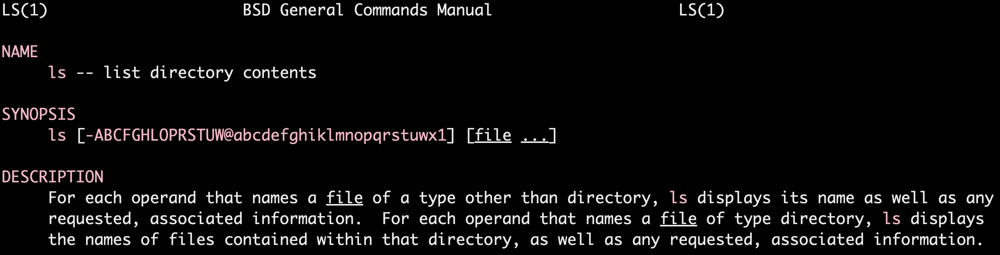 LS(1)                     BSD General Commands Manual                    LS(1)
NAME
ls -- list directory contents
SYNOPSIS
ls [-ABCFGHLOPRSTUW@abcdefghiklmnopqrstuwx1] [file ...]
DESCRIPTION
For each operand that names a file of a type other than directory, ls displays its name as well as any
requested, associated information.  For each operand that names a file of type directory, ls displays
the names of files contained within that directory, as well as any requested, associated information.